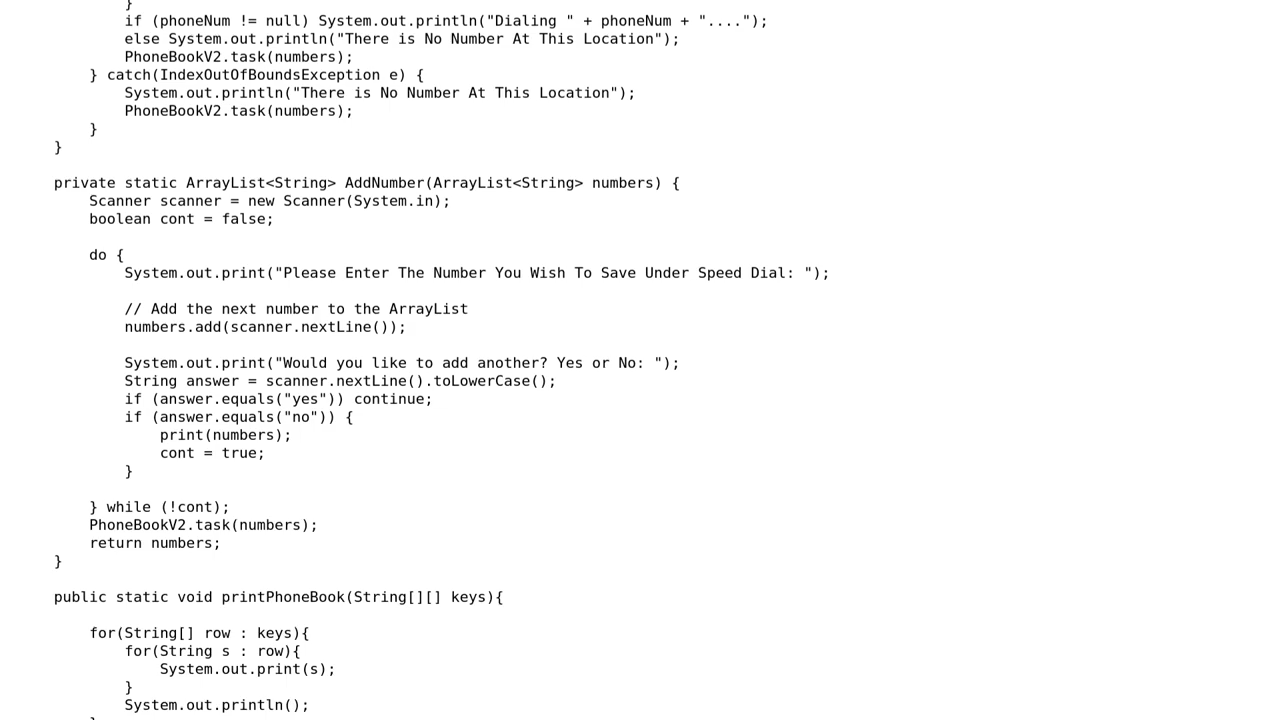 }
if (phoneNum != null) System.out.println("Dialing " + phoneNum + "....");
else System.out.println("There is No Number At This Location");
PhoneBookV2.task(numbers);
} catch(IndexOutOfBoundsException e) {
System.out.println("There is No Number At This Location");
PhoneBookV2.task(numbers);
}
}
private static ArrayList<String> AddNumber(ArrayList<String> numbers) {
Scanner scanner = new Scanner(System.in);
boolean cont = false;
do {
System.out.print("Please Enter The Number You Wish To Save Under Speed Dial: ");
// Add the next number to the ArrayList
numbers.add(scanner.nextLine());
System.out.print("Would you like to add another? Yes or No: ");
String answer = scanner.nextLine().toLowerCase();
if (answer.equals("yes")) continue;
if (answer.equals("no")) {
print(numbers);
cont = true;
}
} while (!cont);
PhoneBookV2.task(numbers);
return numbers;
}
public static void printPhoneBook(String[][] keys){
for(String[] row : keys){
for(String s : row){
System.out.print(s);
}
System.out.println();
}